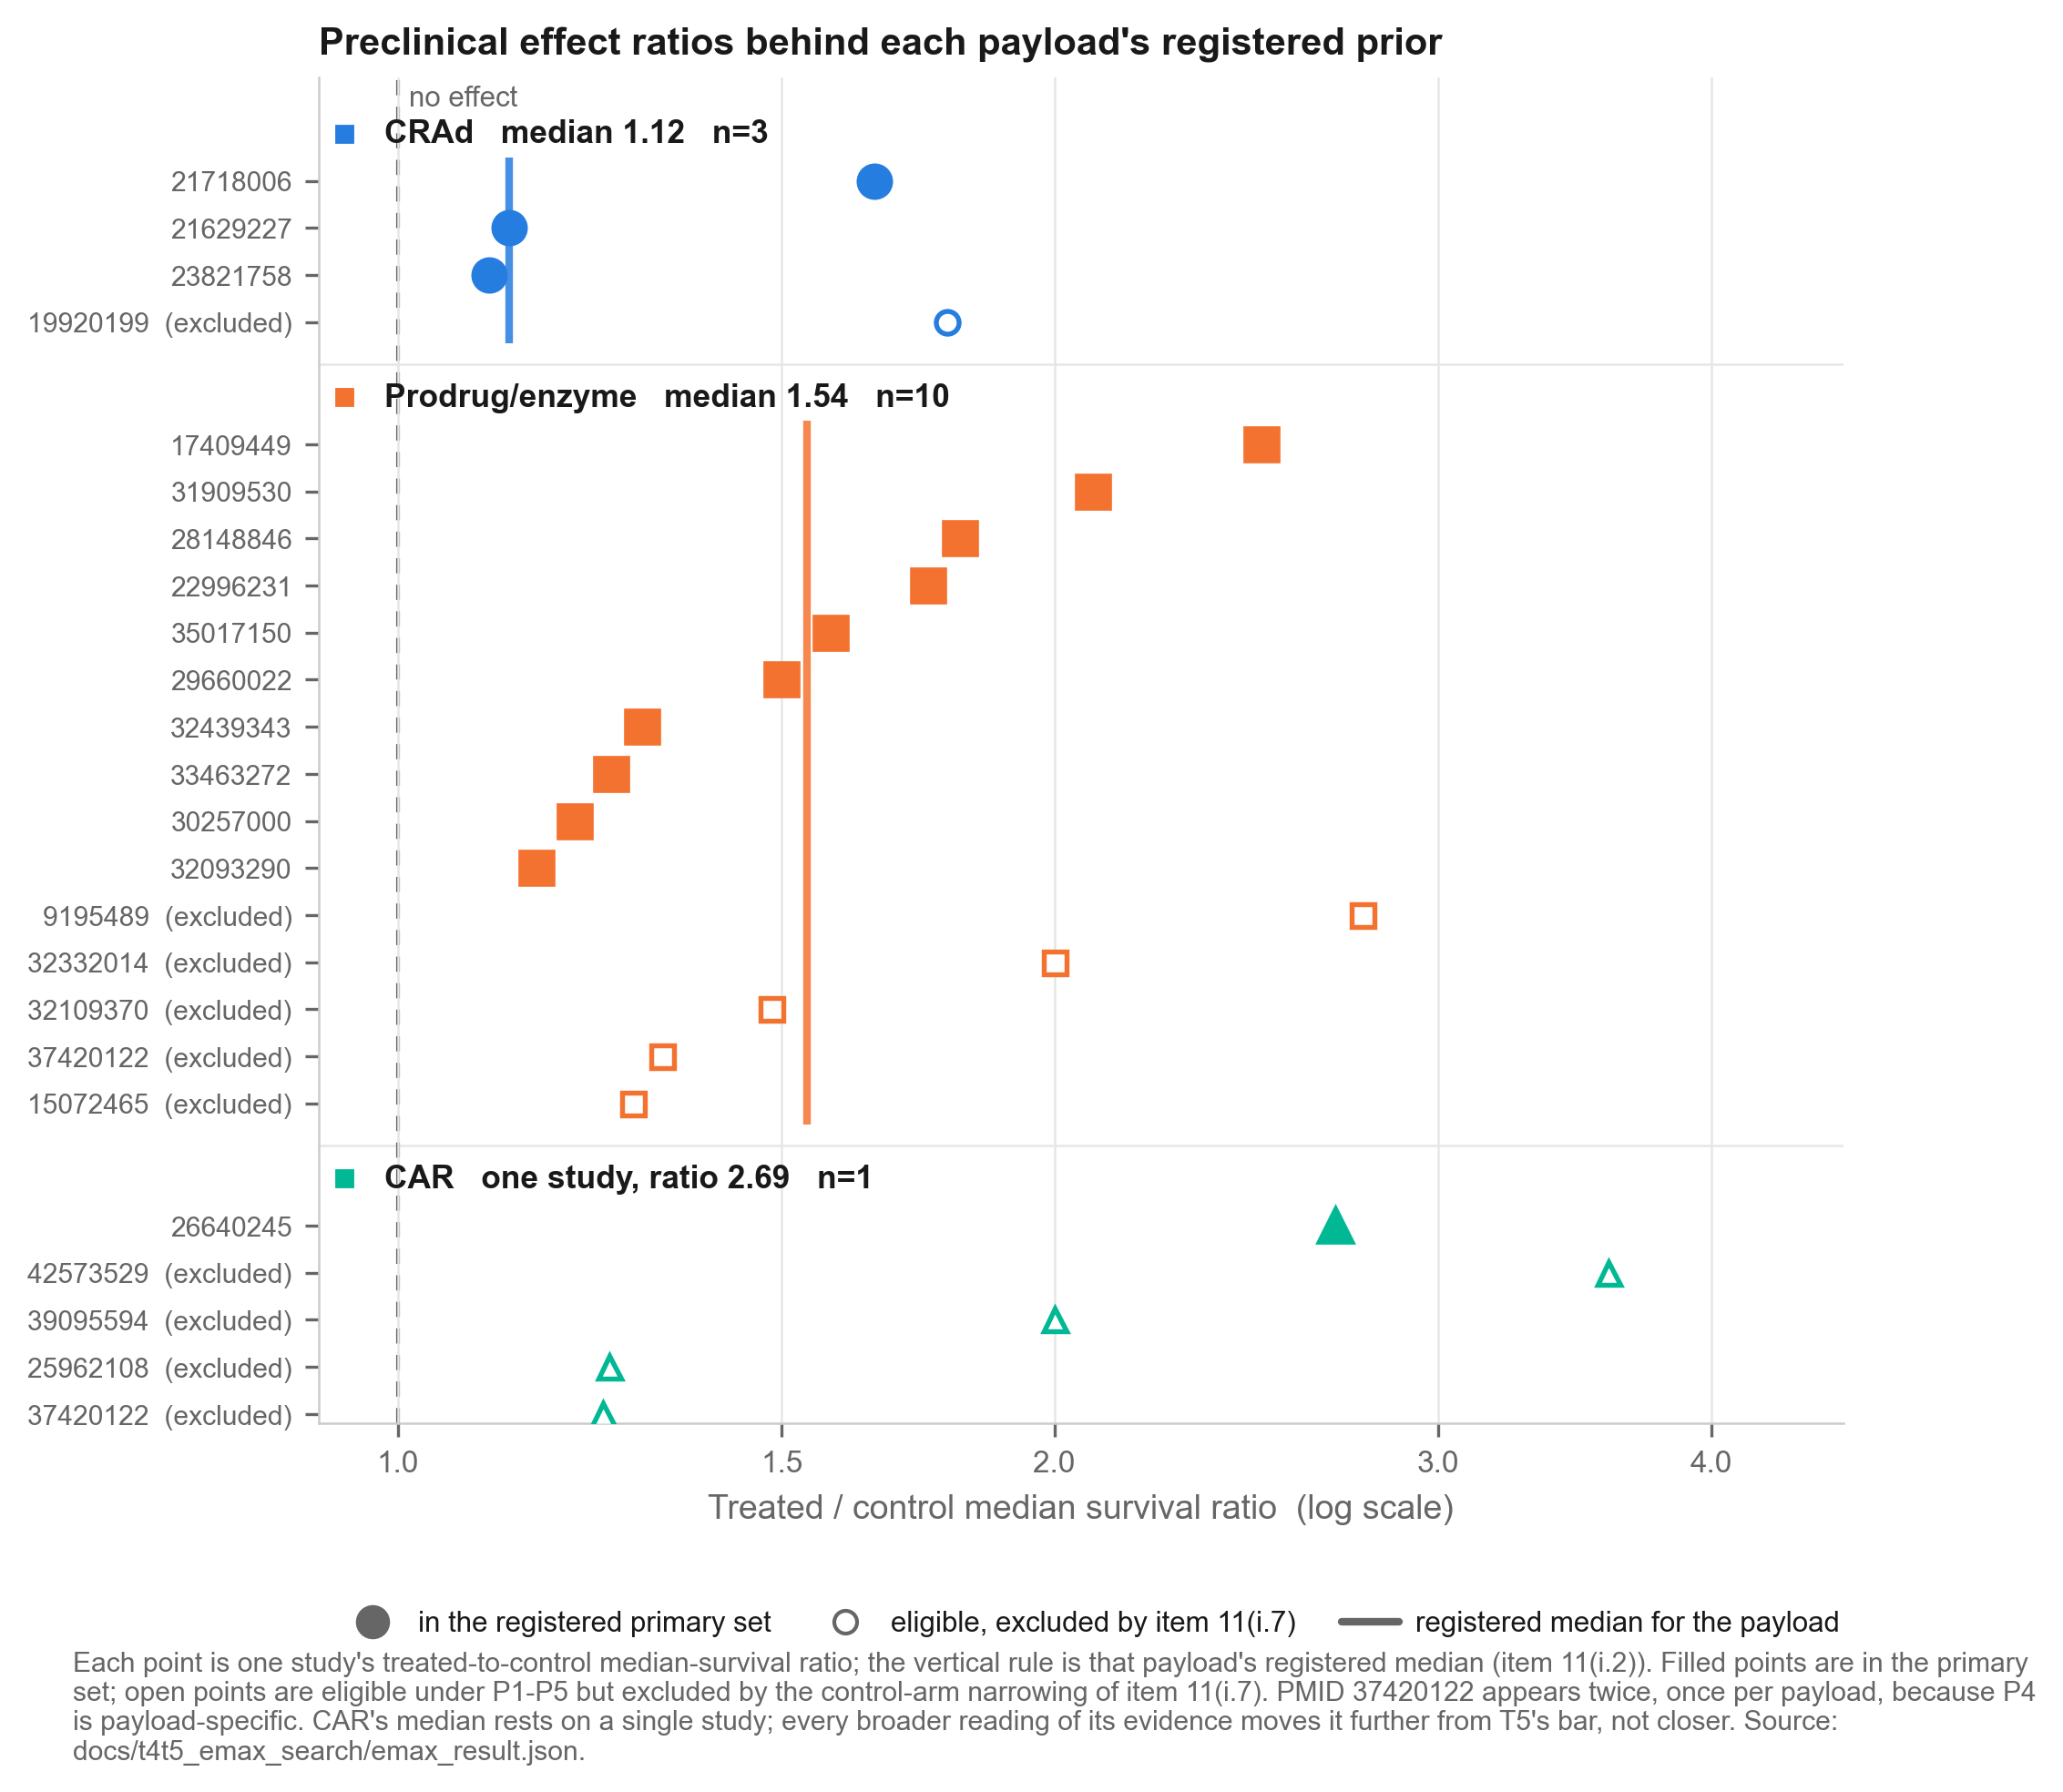 Preclinical effect ratios behind each payload's registered prior
no effect
CRAd median 1.12 n=3
21718006
21629227
23821758
19920199 (excluded)
Prodrug/enzyme median 1.54 n=10
17409449
31909530
28148846
22996231
35017150
29660022
32439343
33463272
30257000
32093290
9195489 (excluded)
32332014 (excluded)
32109370 (excluded)
37420122 (excluded)
15072465 (excluded)
CAR one study, ratio 2.69 n=1
26640245
42573529 (excluded)
39095594 (excluded)
25962108 (excluded)
37420122 (excluded)
1.0 1.5 2.0 3.0 4.0
Treated / control median survival ratio (log scale)
in the registered primary set eligible, excluded by item 11(i.7) registered median for the payload
Each point is one study's treated-to-control median-survival ratio; the vertical rule is that payload's registered median (item 11(i.2)). Filled points are in the primary
set; open points are eligible under P1-P5 but excluded by the control-arm narrowing of item 11(i.7). PMID 37420122 appears twice, once per payload, because P4
is payload-specific. CAR's median rests on a single study; every broader reading of its evidence moves it further from T5's bar, not closer. Source:
docs/t4t5_emax_search/emax_result.json.